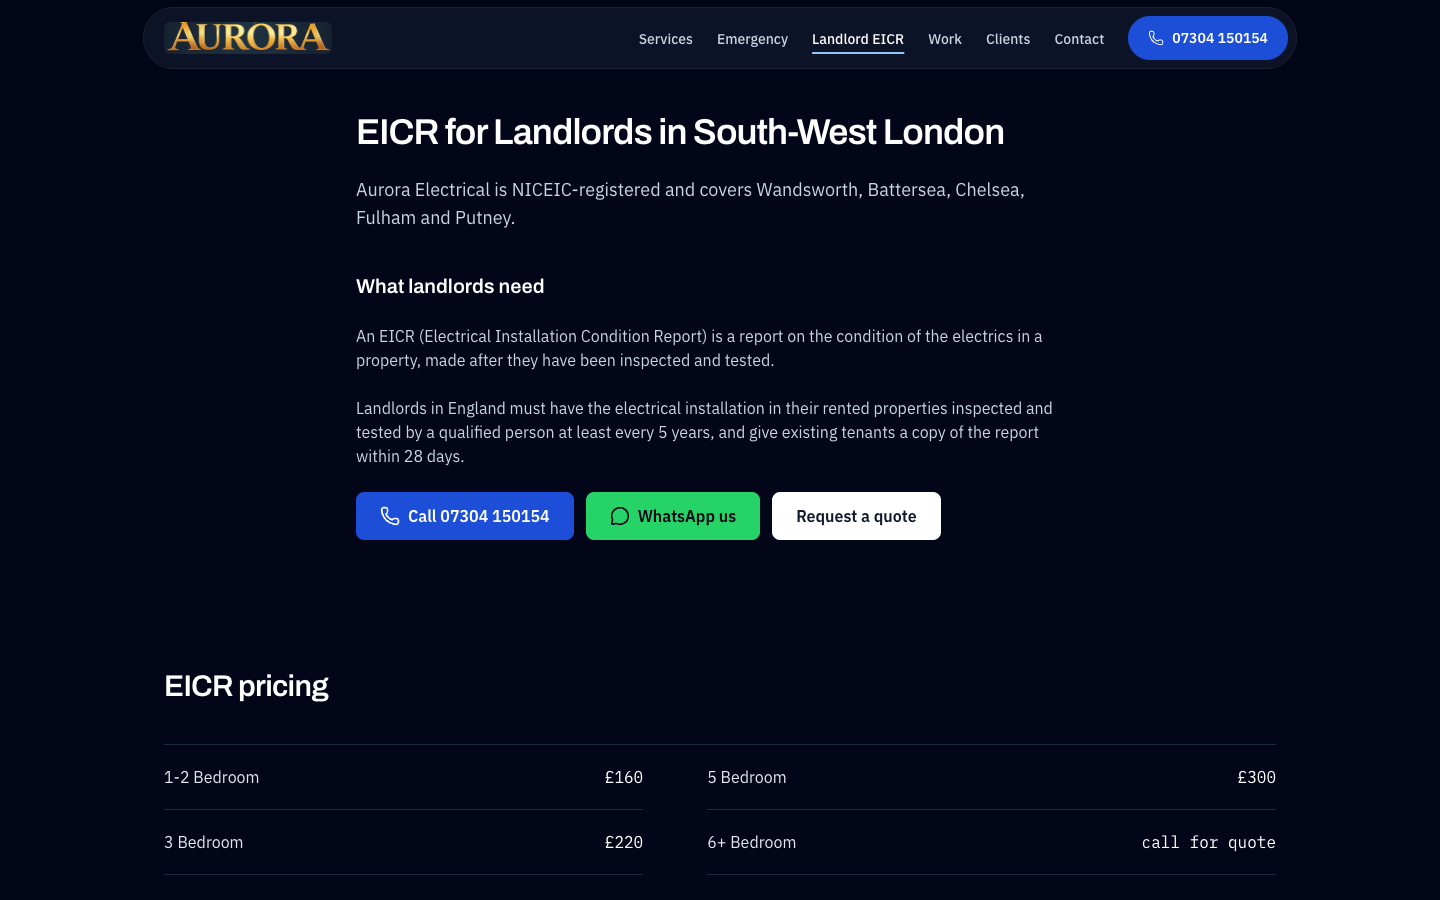 AURORA
Services
Emergency
Landlord EICR
Work
Clients
Contact
07304 150154
EICR for Landlords in South-West London
Aurora Electrical is NICEIC-registered and covers Wandsworth, Battersea, Chelsea,
Fulham and Putney.
What landlords need
An EICR (Electrical Installation Condition Report) is a report on the condition of the electrics in a
property, made after they have been inspected and tested.
Landlords in England must have the electrical installation in their rented properties inspected and
tested by a qualified person at least every 5 years, and give existing tenants a copy of the report
within 28 days.
Call 07304 150154
WhatsApp us
Request a quote
EICR pricing
1-2 Bedroom £160
5 Bedroom £300
3 Bedroom £220
6+ Bedroom call for quote